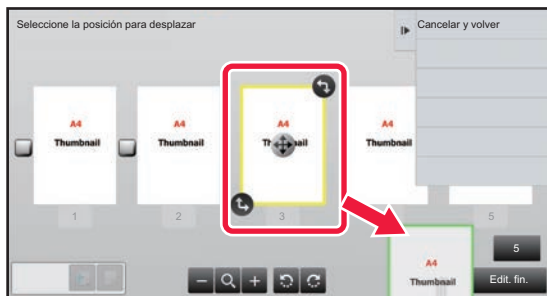 Seleccione la posición para desplazar
Cancelar y volver
A4
Thumbnail
A4
Thumbnail
A4
Thumbnail
A4
Thumbnail
1
2
3
5
5
A4
Thumbnail
Edit. fin.